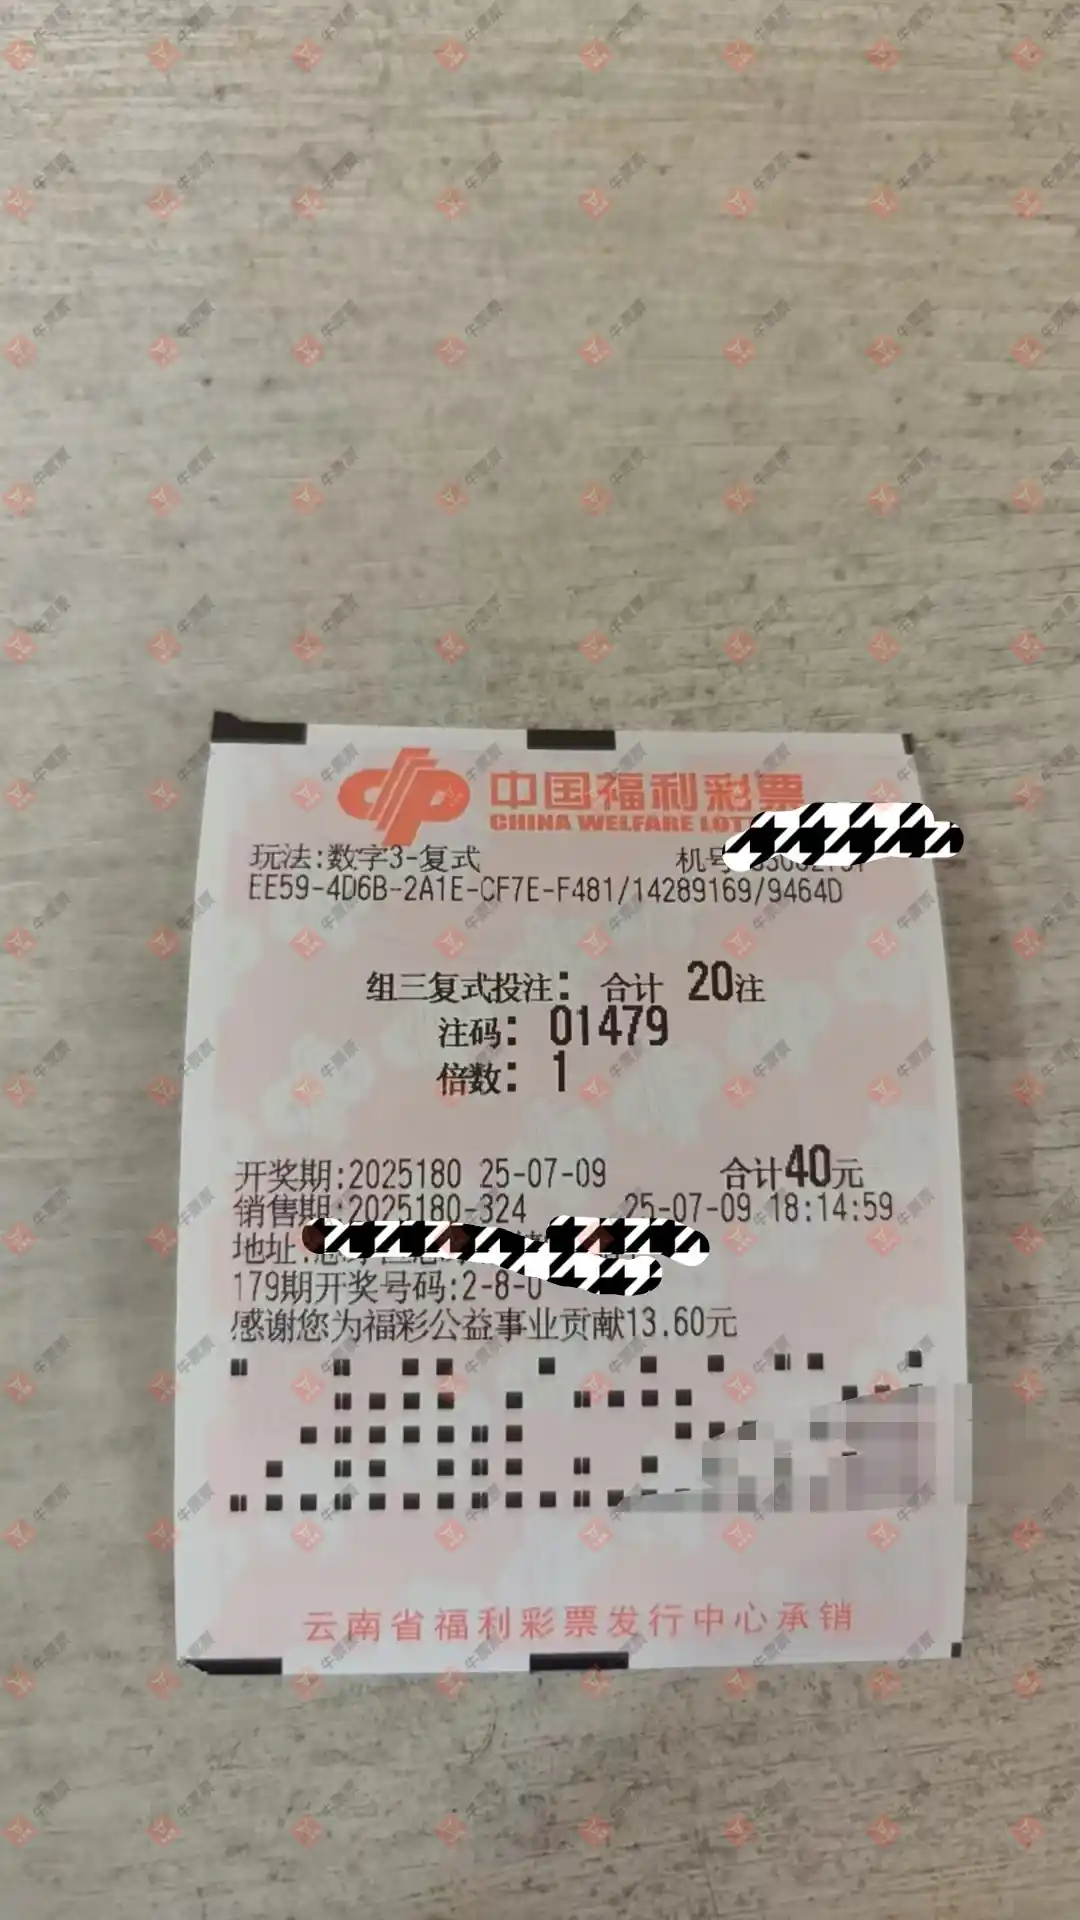 中国福利彩票
CHINA WELFARE LOT
玩法:数字3-复式 机号
EE59-4D6B-2A1E-CF7E-F481/14289169/9464D
组三复式投注: 合计 20注
注码: 01479
倍数: 1
开奖期:2025180 25-07-09 合计40元
销售期:2025180-324 25-07-09 18:14:59
地址:
179期开奖号码:2-8-0
感谢您为福彩公益事业贡献13.60元
云南省福利彩票发行中心承销
牛票票